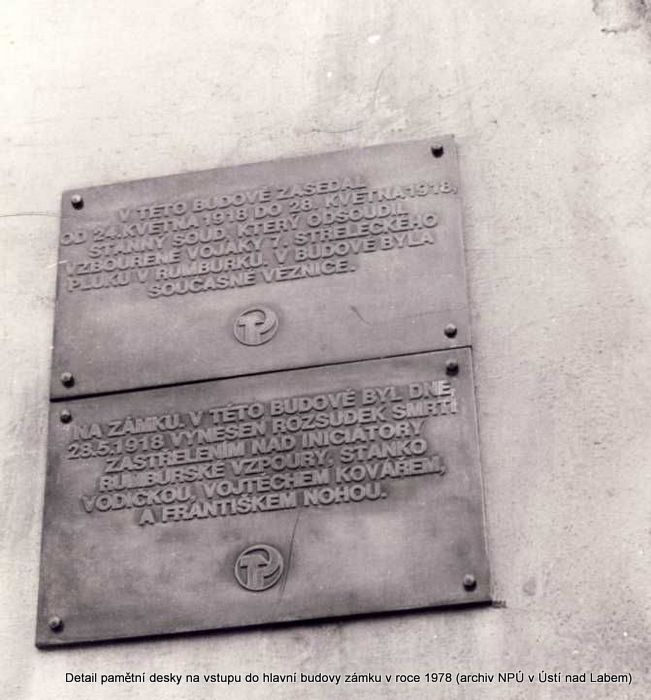 V TÉTO BUDOVĚ ZASEDAL
OD 24.KVĚTNA 1918 DO 28. KVĚTNA 1918,
STANNÝ SOUD, KTERÝ ODSOUDIL
VZBOUŘENÉ VOJÁKY 7. STŘELECKÉHO
PLUKU V RUMBURKU. V BUDOVĚ BYLA
SOUČASNĚ VĚZNICE.
NA ZÁMKU. V TÉTO BUDOVĚ BYL DNE
28.5.1918 VYNESEN ROZSUDEK SMRTI
ZASTŘELENÍM NAD INICIÁTORY
RUMBURSKÉ VZPOURY, STANKO
VODIČKOU, VOJTĚCHEM KOVÁŘEM,
A FRANTIŠKEM NOHOU.
Detail pamětní desky na vstupu do hlavní budovy zámku v roce 1978 (archiv NPÚ v Ústí nad Labem)